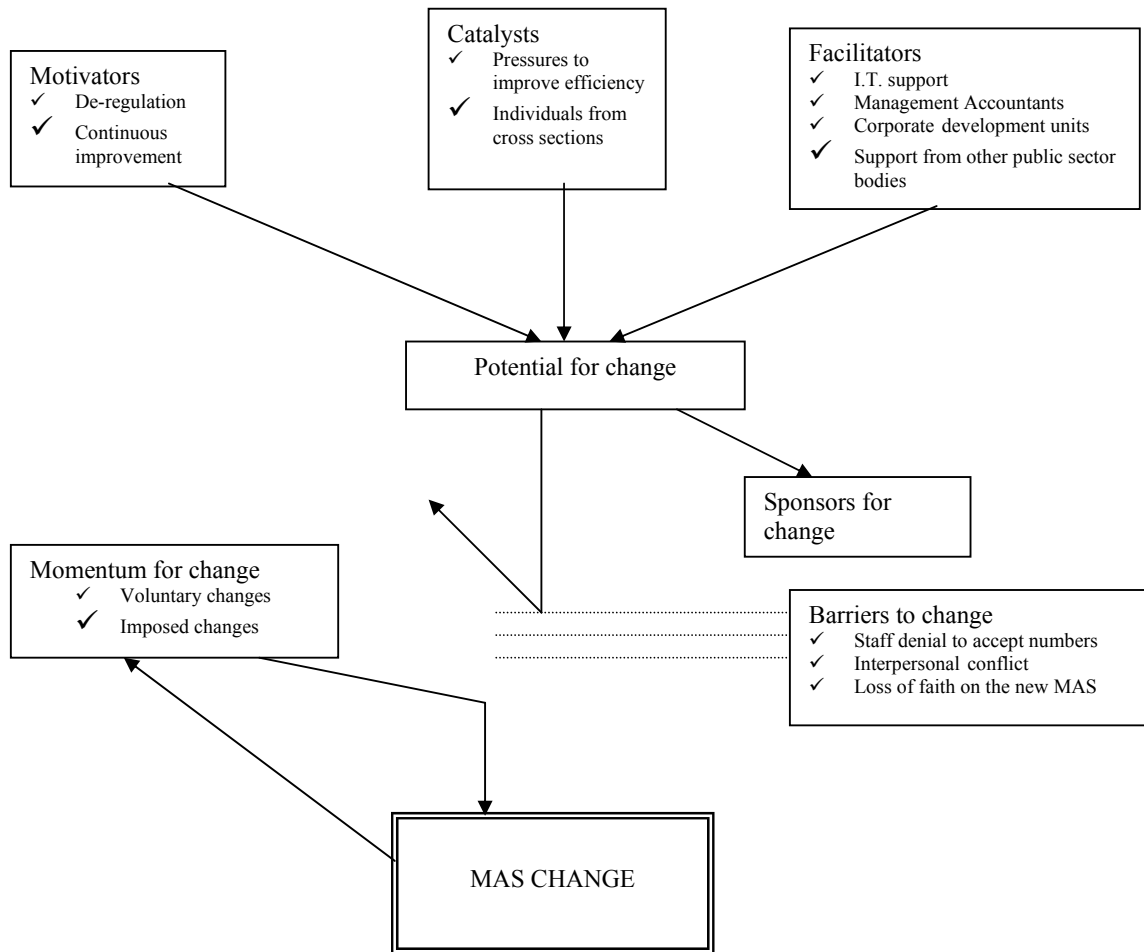 Motivators
✓ De-regulation
✓ Continuous
improvement
Catalysts
✓ Pressures to
improve efficiency
✓ Individuals from
cross sections
Facilitators
✓ I.T. support
✓ Management Accountants
✓ Corporate development units
✓ Support from other public sector
bodies
Potential for change
Sponsors for
change
Momentum for change
✓ Voluntary changes
✓ Imposed changes
Barriers to change
✓ Staff denial to accept numbers
✓ Interpersonal conflict
✓ Loss of faith on the new MAS
MAS CHANGE